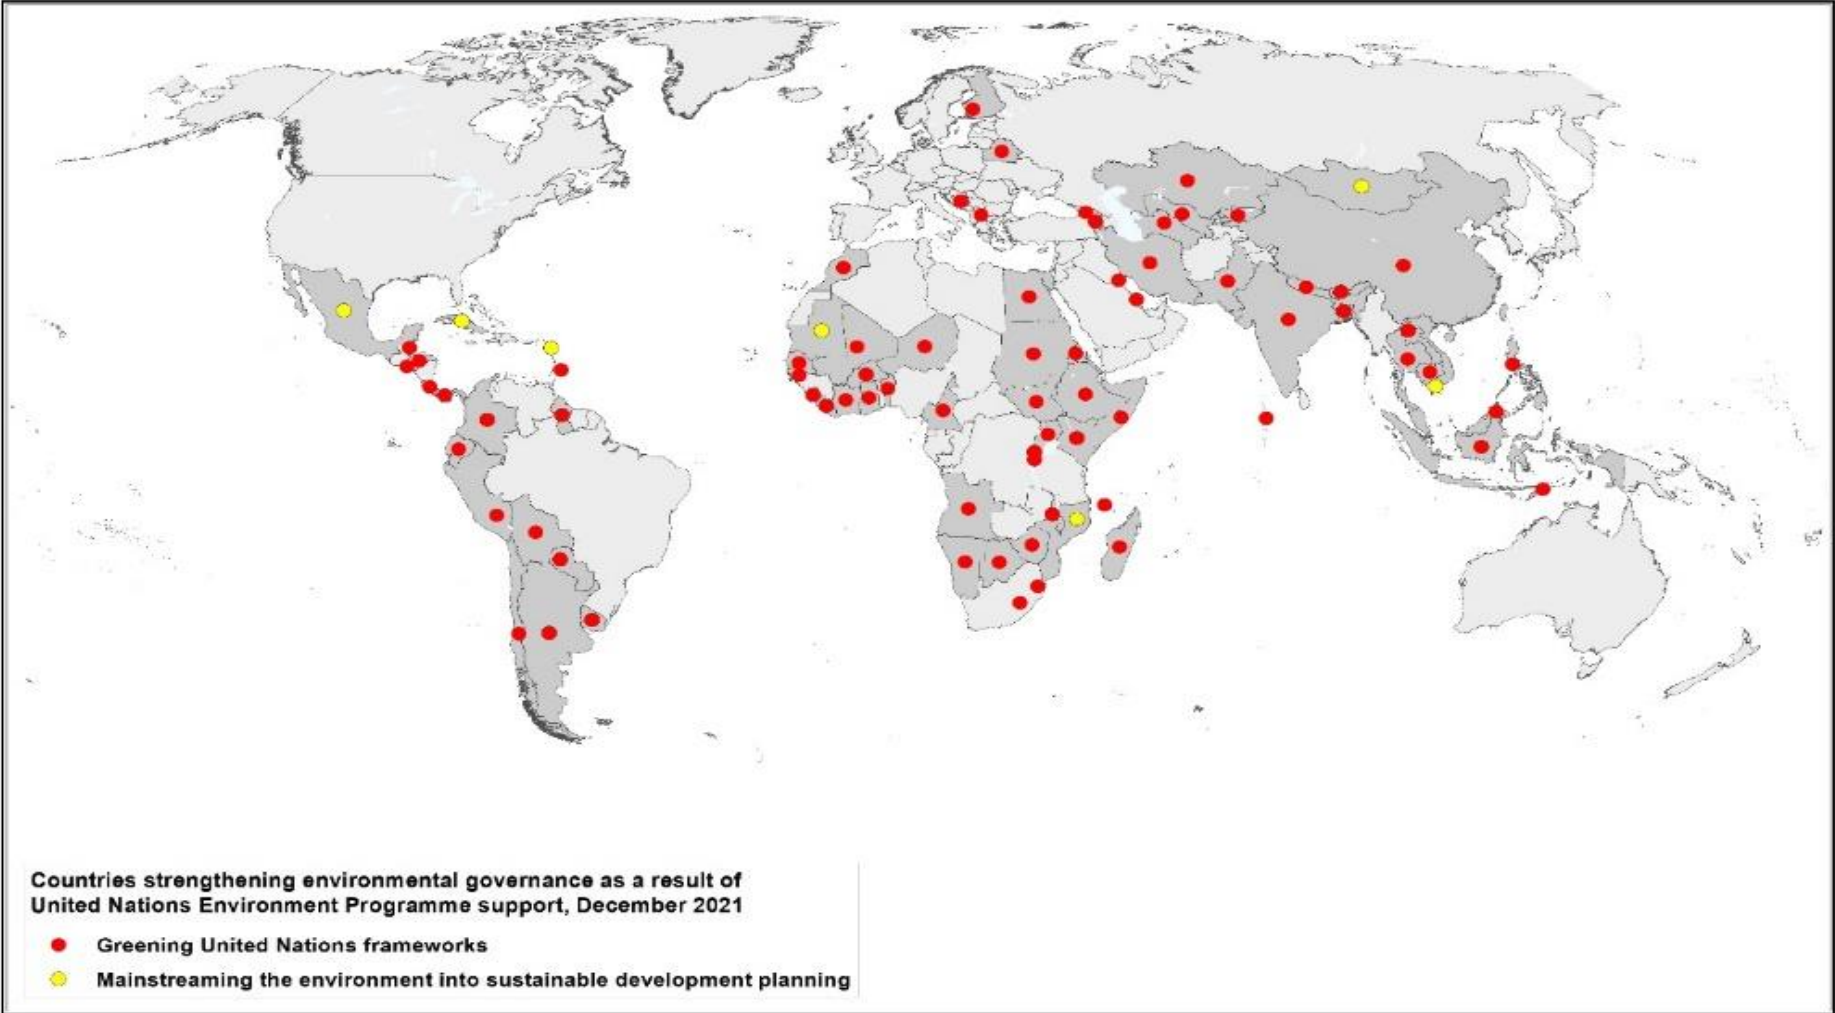 Countries strengthening environmental governance as a result of
United Nations Environment Programme support, December 2021
Greening United Nations frameworks
Mainstreaming the environment into sustainable development planning